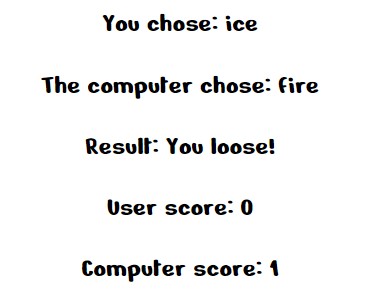 You chose: ice
The computer chose: fire
Result: You loose!
User score: 0
Computer score: 1